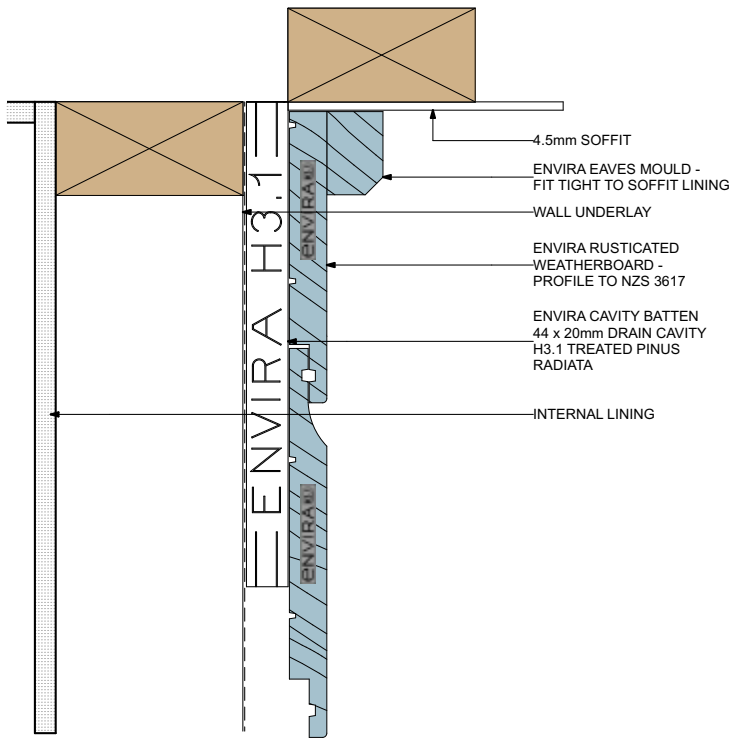 4.5mm SOFFIT
ENVIRA EAVES MOULD -
FIT TIGHT TO SOFFIT LINING
WALL UNDERLAY
ENVIRA RUSTICATED
WEATHERBOARD -
PROFILE TO NZS 3617
ENVIRA CAVITY BATTEN
44 x 20mm DRAIN CAVITY
H3.1 TREATED PINUS
RADIATA
INTERNAL LINING
ENVIRA H3.1
eNVIRA
eNVIRA